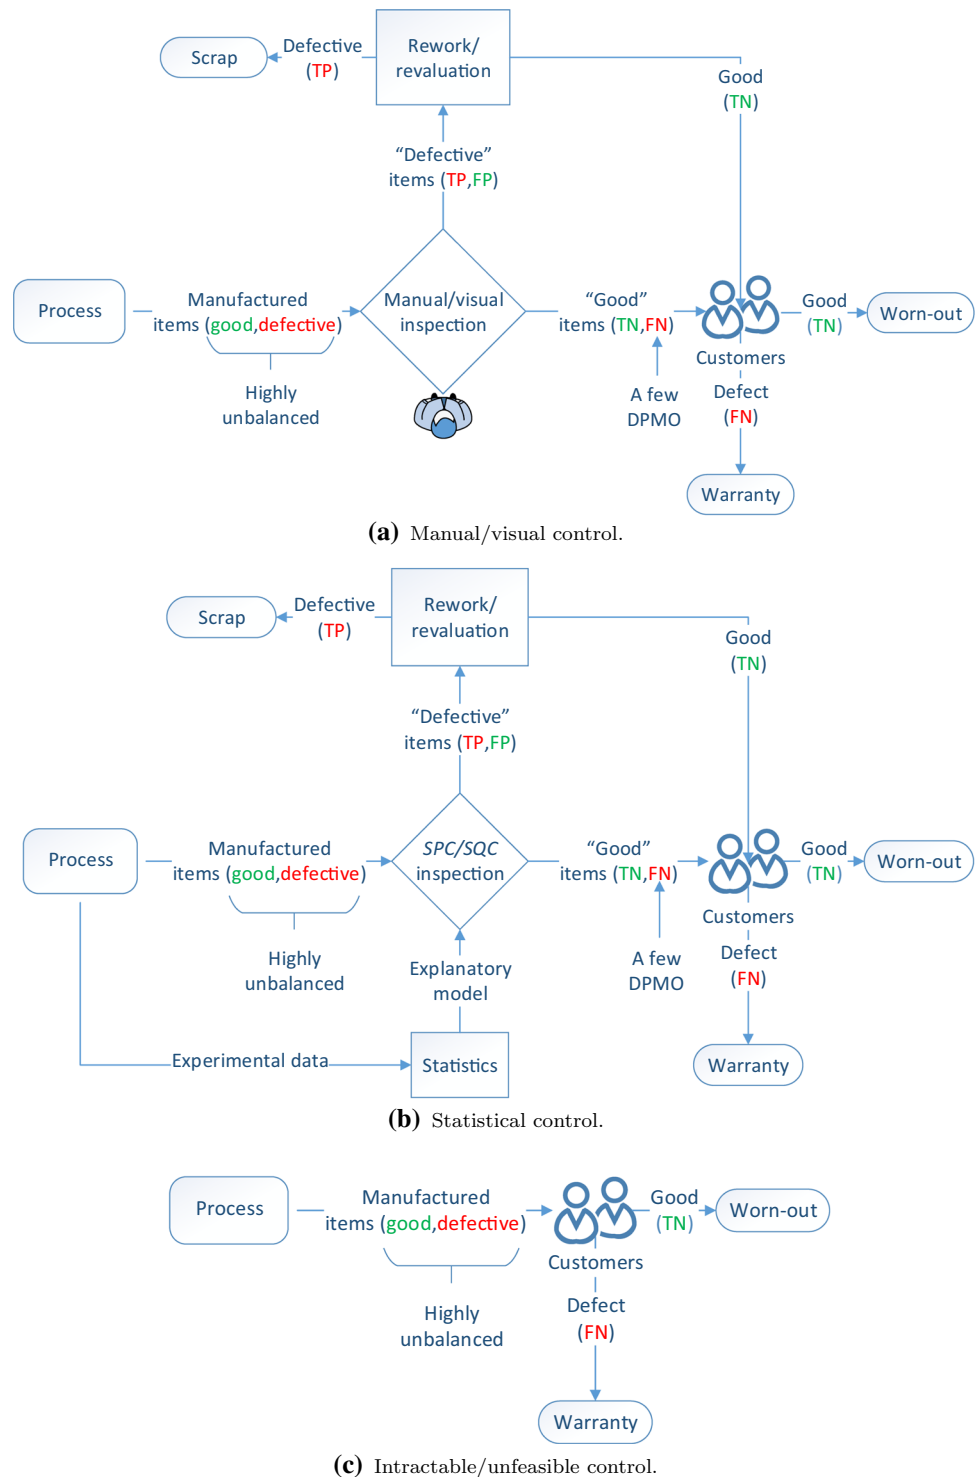 Scrap
Defective
(TP)
Rework/
revaluation
Good
(TN)
“Defective”
items (TP,FP)
Process
Manufactured
items (good,defective)
Highly
unbalanced
Manual/visual
inspection
“Good”
items (TN,FN)
A few
DPMO
Customers
Good
(TN)
Worn-out
Defect
(FN)
Warranty
(a) Manual/visual control.
Scrap
Defective
(TP)
Rework/
revaluation
Good
(TN)
“Defective”
items (TP,FP)
Process
Manufactured
items (good,defective)
Highly
unbalanced
SPC/SQC
inspection
“Good”
items (TN,FN)
A few
DPMO
Customers
Good
(TN)
Worn-out
Defect
(FN)
Warranty
Explanatory
model
Experimental data
Statistics
(b) Statistical control.
Process
Manufactured
items (good,defective)
Highly
unbalanced
Customers
Good
(TN)
Worn-out
Defect
(FN)
Warranty
(c) Intractable/unfeasible control.